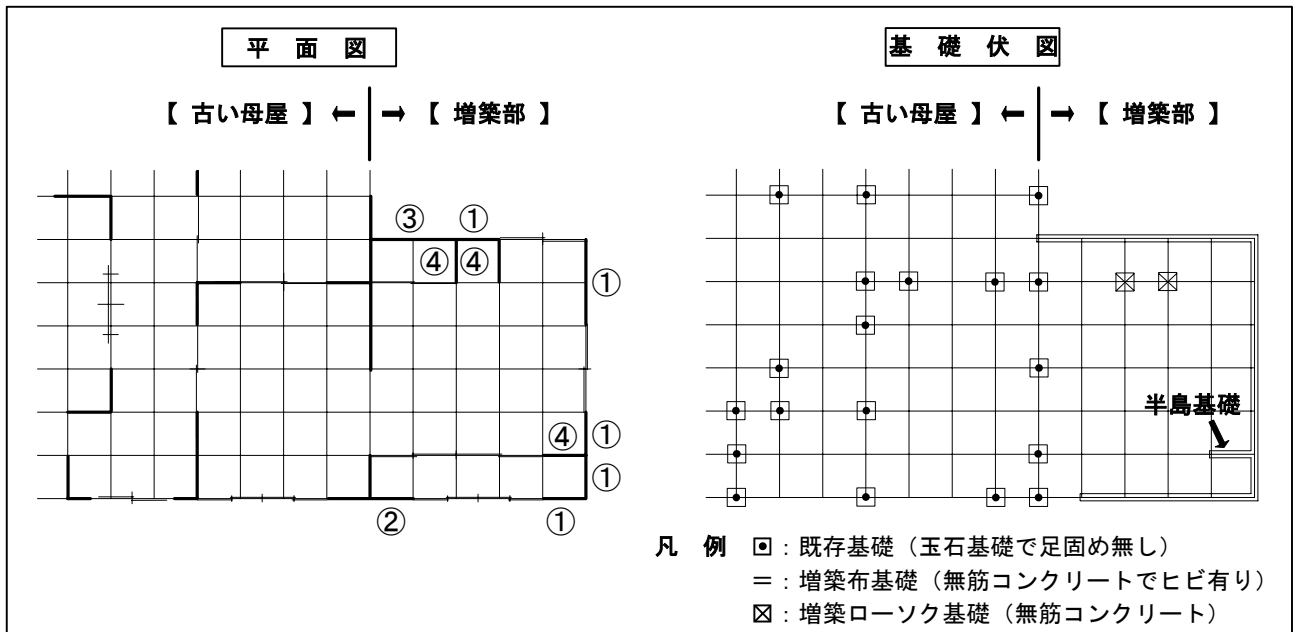 平 面 図
【 古い母屋 】 ← → 【 増築部 】
③ ①
④ ④
①
④ ①
①
② ①
基 礎 伏 図
【 古い母屋 】 ← → 【 増築部 】
半島基礎
凡 例 ：既存基礎（玉石基礎で足固め無し）
＝：増築布基礎（無筋コンクリートでヒビ有り）
：増築ローソク基礎（無筋コンクリート）